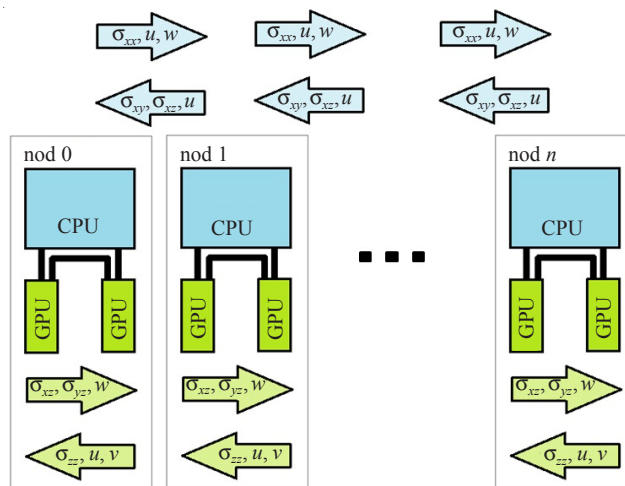 σxx, u, w σxx, u, w σxx, u, w
σxy, σxz, u σxy, σxz, u σxy, σxz, u
nod 0 nod 1 nod n
CPU CPU CPU
GPU GPU GPU GPU GPU GPU
σxz, σyz, w σxz, σyz, w σxz, σyz, w
σzz, u, v σzz, u, v σzz, u, v